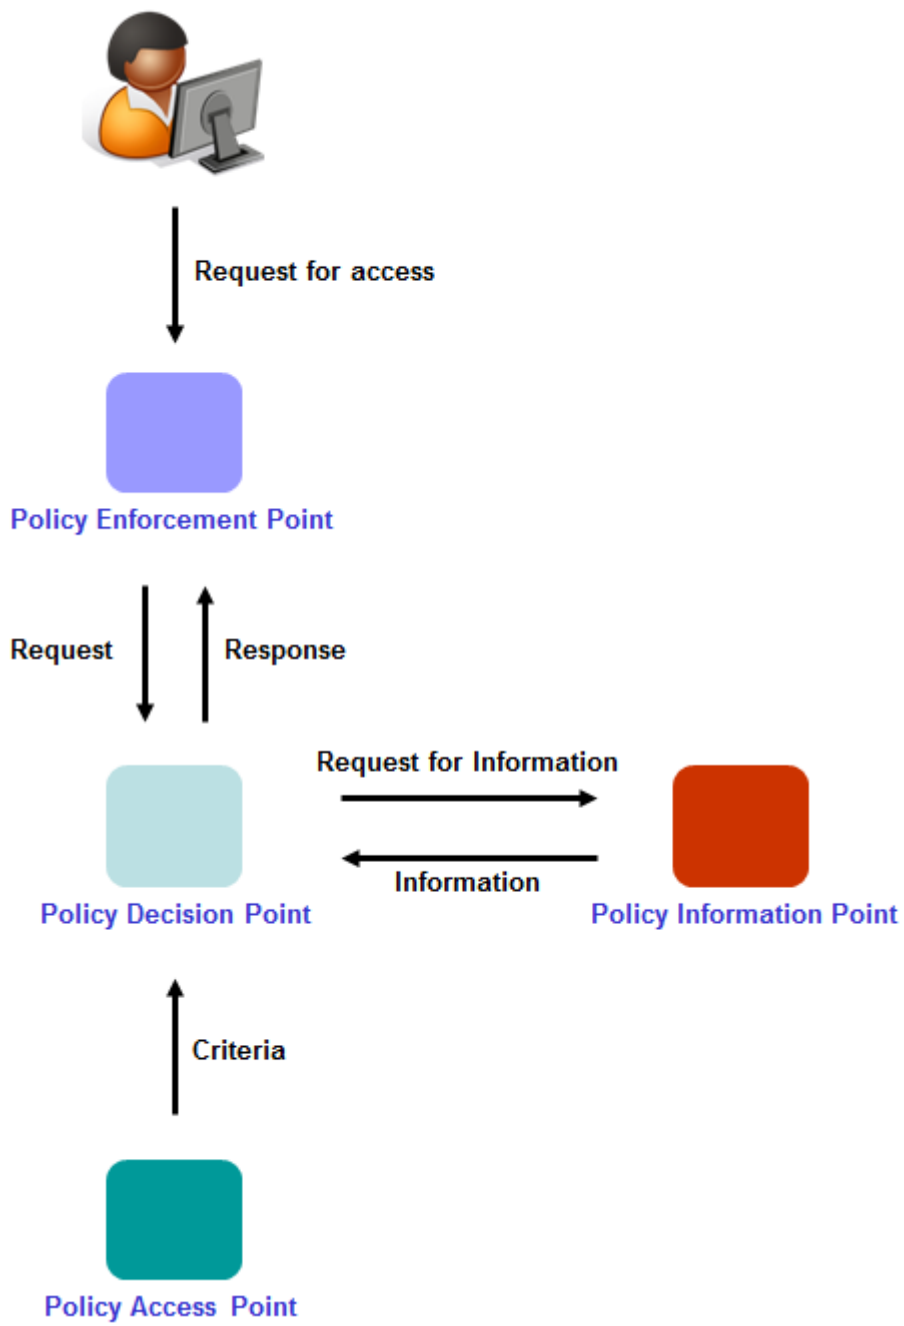 Request for access
Policy Enforcement Point
Request
Response
Request for Information
Information
Policy Decision Point
Policy Information Point
Criteria
Policy Access Point